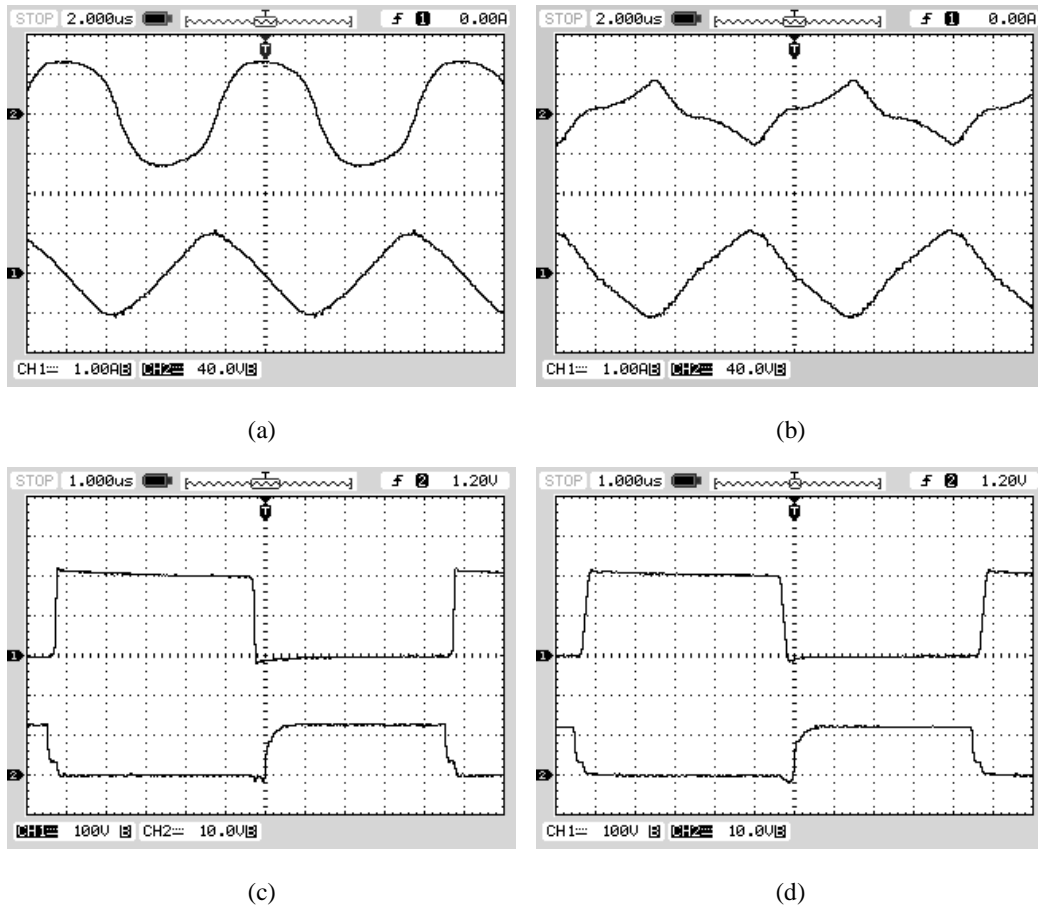 STOP 2.000us T 1 0.00A
T
2
1
CH1 1.00A B CH2 40.0V B
(a)
STOP 2.000us T 1 0.00A
T
2
1
CH1 1.00A B CH2 40.0V B
(b)
STOP 1.000us T 2 1.20V
T
1
2
CH1 100V B CH2 10.0V B
(c)
STOP 1.000us T 2 1.20V
T
1
2
CH1 100V B CH2 10.0V B
(d)